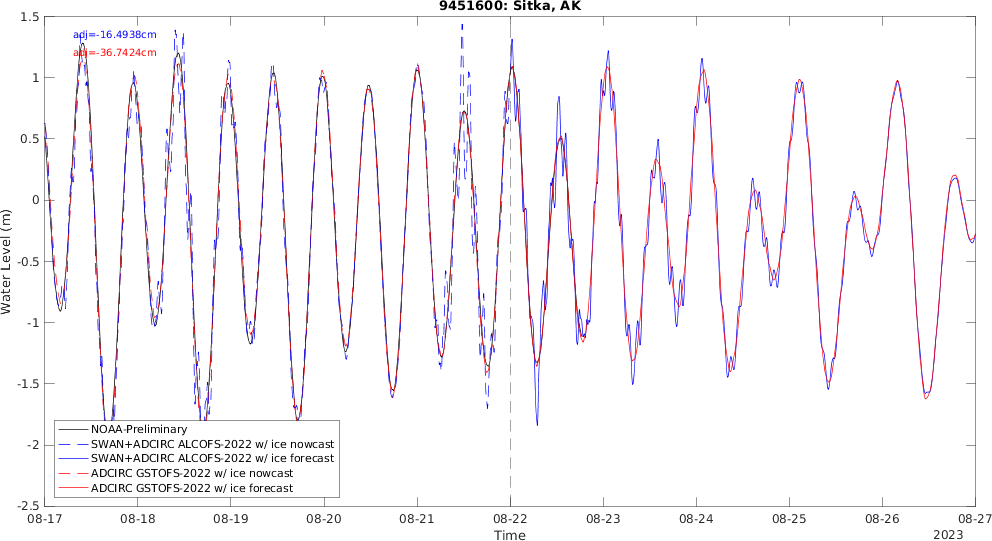 9451600: Sitka, AK
adj=-16.4938cm
adj=-36.7424cm
Water Level (m)
1.5
1
0.5
0
-0.5
-1
-1.5
-2
-2.5
NOAA-Preliminary
SWAN+ADCIRC ALCOFS-2022 w/ ice nowcast
SWAN+ADCIRC ALCOFS-2022 w/ ice forecast
ADCIRC GSTOFS-2022 w/ ice nowcast
ADCIRC GSTOFS-2022 w/ ice forecast
08-17 08-18 08-19 08-20 08-21 08-22 08-23 08-24 08-25 08-26 08-27
Time
2023